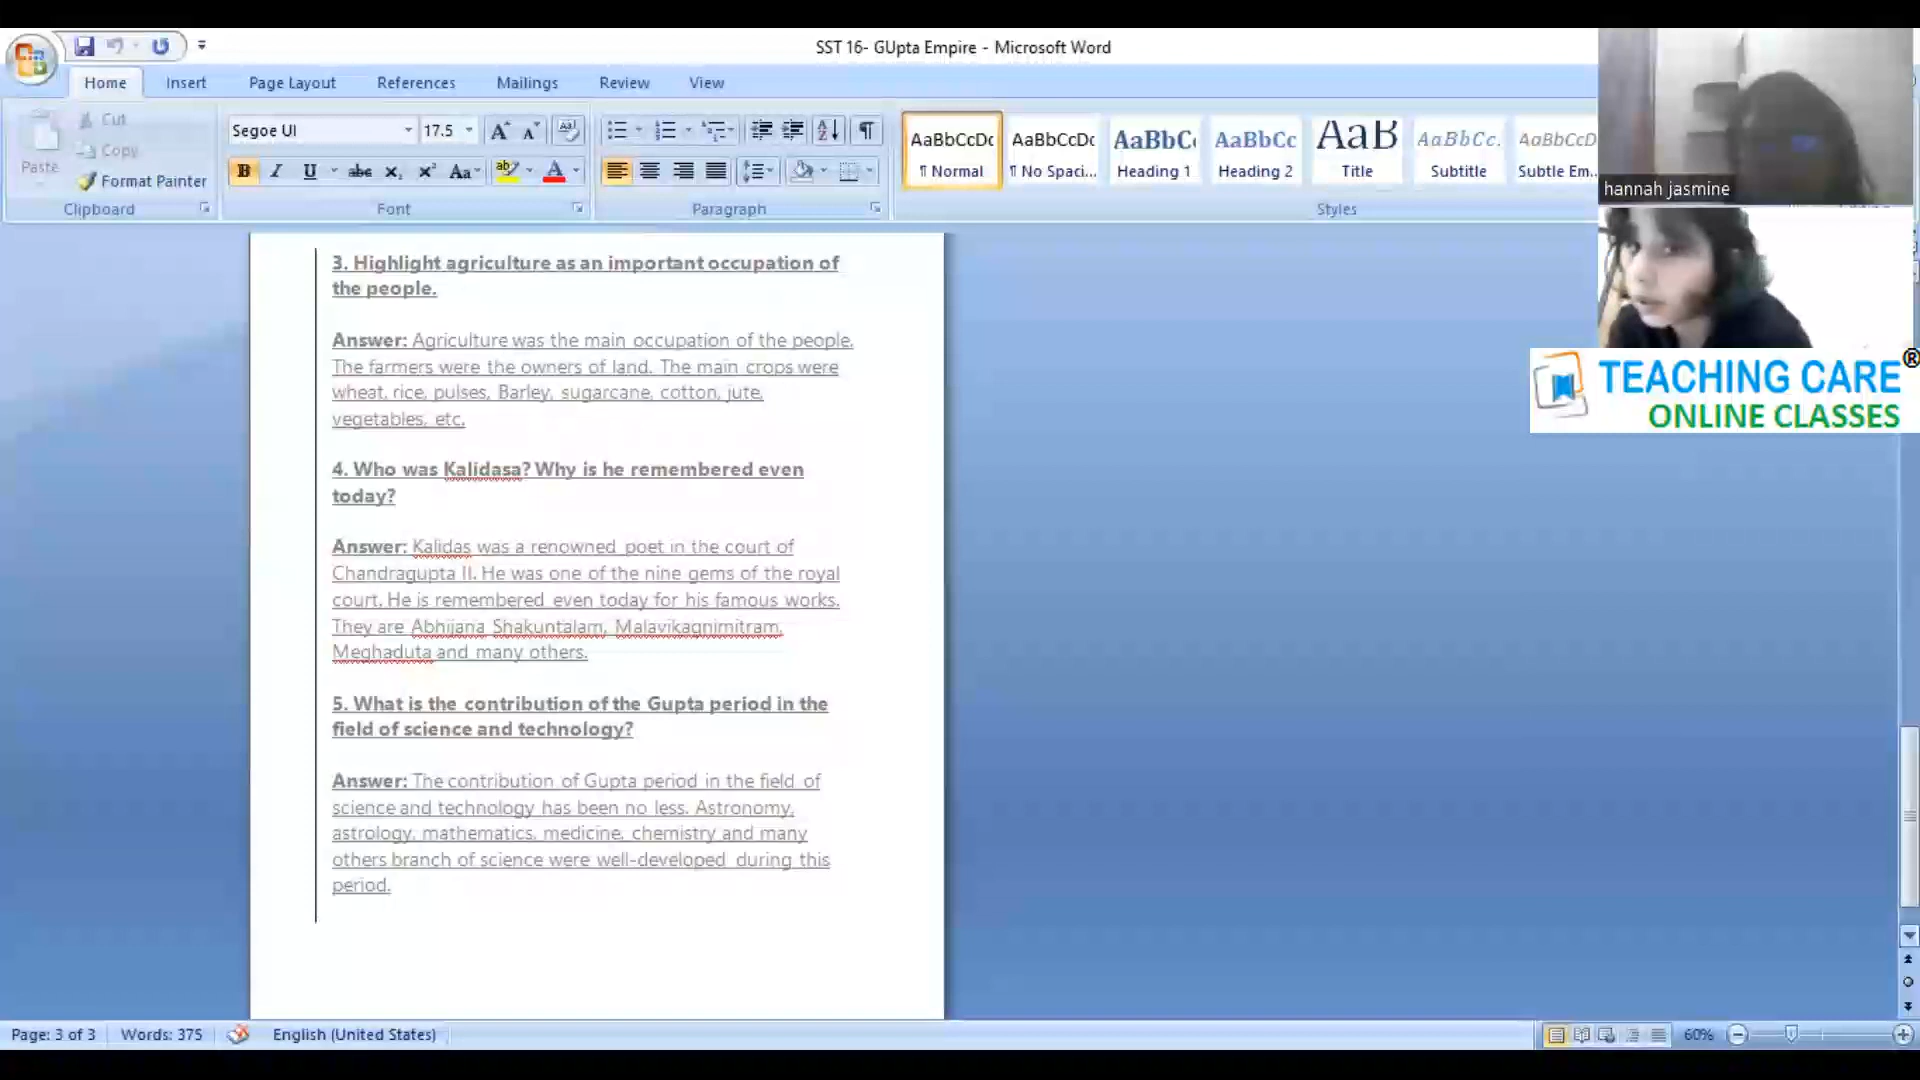 SST 16- GUpta Empire - Microsoft Word
Home Insert Page Layout References Mailings Review View
Cut
Copy
Paste
Format Painter
Clipboard
Segoe UI 17.5
Font
Paragraph
AaBbCcDc AaBbCcDc AaBbC AaBbCc AaB AaBbCc. AaBbCcD
¶ Normal ¶ No Spaci... Heading 1 Heading 2 Title Subtitle Subtle Em...
Styles
hannah jasmine
TEACHING CARE®
ONLINE CLASSES
3. Highlight agriculture as an important occupation of
the people.
Answer: Agriculture was the main occupation of the people.
The farmers were the owners of land. The main crops were
wheat, rice, pulses, Barley, sugarcane, cotton, jute,
vegetables, etc.
4. Who was Kalidasa? Why is he remembered even
today?
Answer: Kalidas was a renowned poet in the court of
Chandragupta II. He was one of the nine gems of the royal
court. He is remembered even today for his famous works.
They are Abhijana Shakuntalam, Malavikagnimitram,
Meghaduta and many others.
5. What is the contribution of the Gupta period in the
field of science and technology?
Answer: The contribution of Gupta period in the field of
science and technology has been no less. Astronomy,
astrology, mathematics, medicine, chemistry and many
others branch of science were well-developed during this
period.
Page: 3 of 3 Words: 375 English (United States) 60%